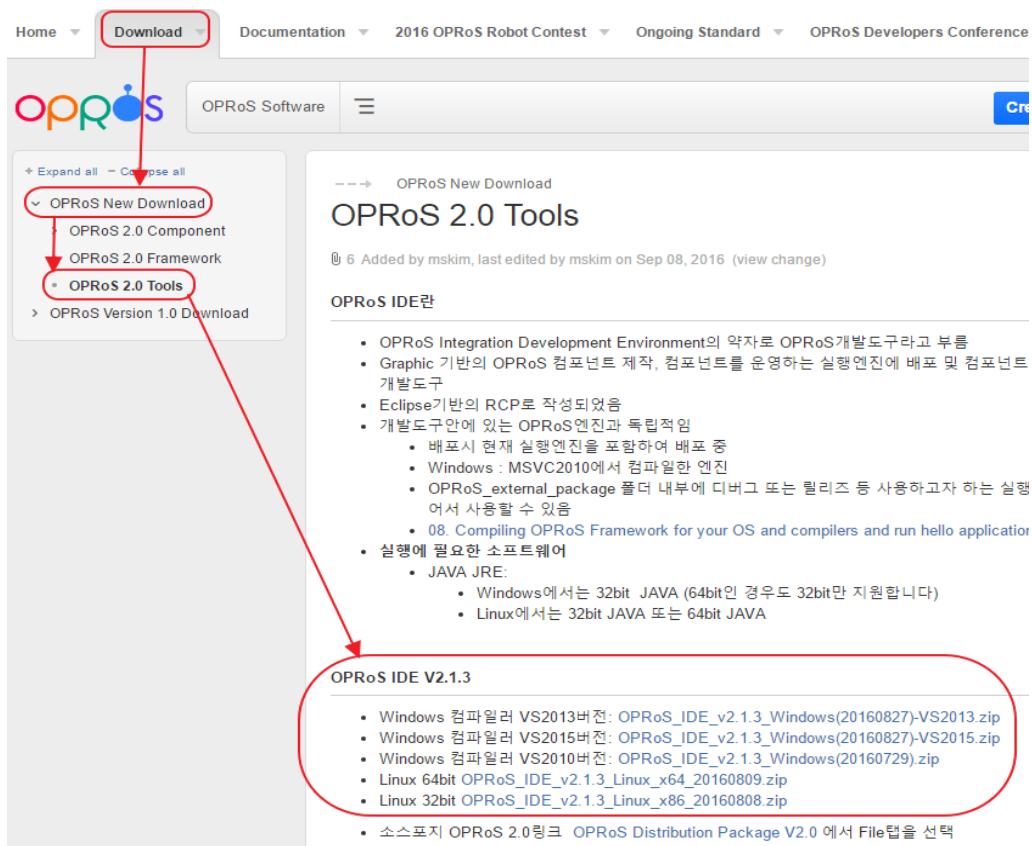 Home Download Documentation 2016 OPRoS Robot Contest Ongoing Standard OPRoS Developers Conference
OPRoS
OPRoS Software
Cre
+ Expand all − Collapse all
OPRoS New Download
OPRoS 2.0 Component
OPRoS 2.0 Framework
OPRoS 2.0 Tools
OPRoS Version 1.0 Download
OPRoS New Download
OPRoS 2.0 Tools
6 Added by mskim, last edited by mskim on Sep 08, 2016 (view change)
OPRoS IDE란
OPRoS Integration Development Environment의 약자로 OPRoS개발도구라고 부름
Graphic 기반의 OPRoS 컴포넌트 제작, 컴포넌트를 운영하는 실행엔진에 배포 및 컴포넌트
개발도구
Eclipse기반의 RCP로 작성되었음
개발도구안에 있는 OPRoS엔진과 독립적임
배포시 현재 실행엔진을 포함하여 배포 중
Windows : MSVC2010에서 컴파일한 엔진
OPRoS_external_package 폴더 내부에 디버그 또는 릴리즈 등 사용하고자 하는 실행
어서 사용할 수 있음
08. Compiling OPRoS Framework for your OS and compilers and run hello application
실행에 필요한 소프트웨어
JAVA JRE:
Windows에서는 32bit JAVA (64bit인 경우도 32bit만 지원합니다)
Linux에서는 32bit JAVA 또는 64bit JAVA
OPRoS IDE V2.1.3
Windows 컴파일러 VS2013버전: OPRoS_IDE_v2.1.3_Windows(20160827)-VS2013.zip
Windows 컴파일러 VS2015버전: OPRoS_IDE_v2.1.3_Windows(20160827)-VS2015.zip
Windows 컴파일러 VS2010버전: OPRoS_IDE_v2.1.3_Windows(20160729).zip
Linux 64bit OPRoS_IDE_v2.1.3_Linux_x64_20160809.zip
Linux 32bit OPRoS_IDE_v2.1.3_Linux_x86_20160808.zip
소스포지 OPRoS 2.0링크 OPRoS Distribution Package V2.0 에서 File탭을 선택